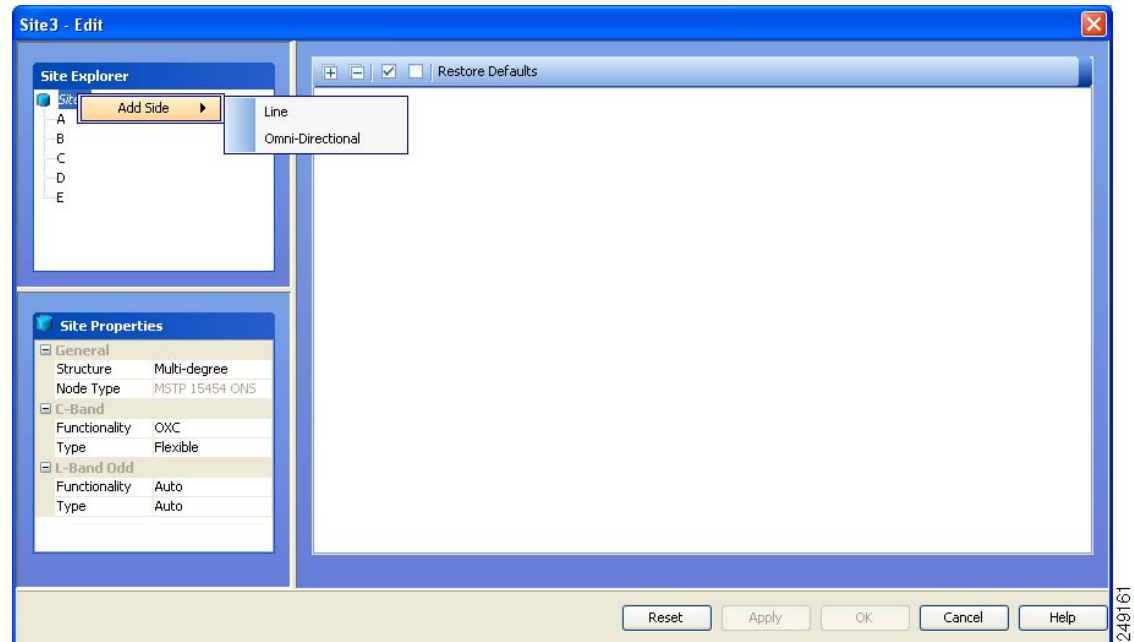 Site3 - Edit
Site Explorer
Restore Defaults
Add Side
Line
Omni-Directional
A
B
C
D
E
Site Properties
General
Structure Multi-degree
Node Type MSTP 15454 ONS
C-Band
Functionality OXC
Type Flexible
L-Band Odd
Functionality Auto
Type Auto
Reset Apply OK Cancel Help
249161